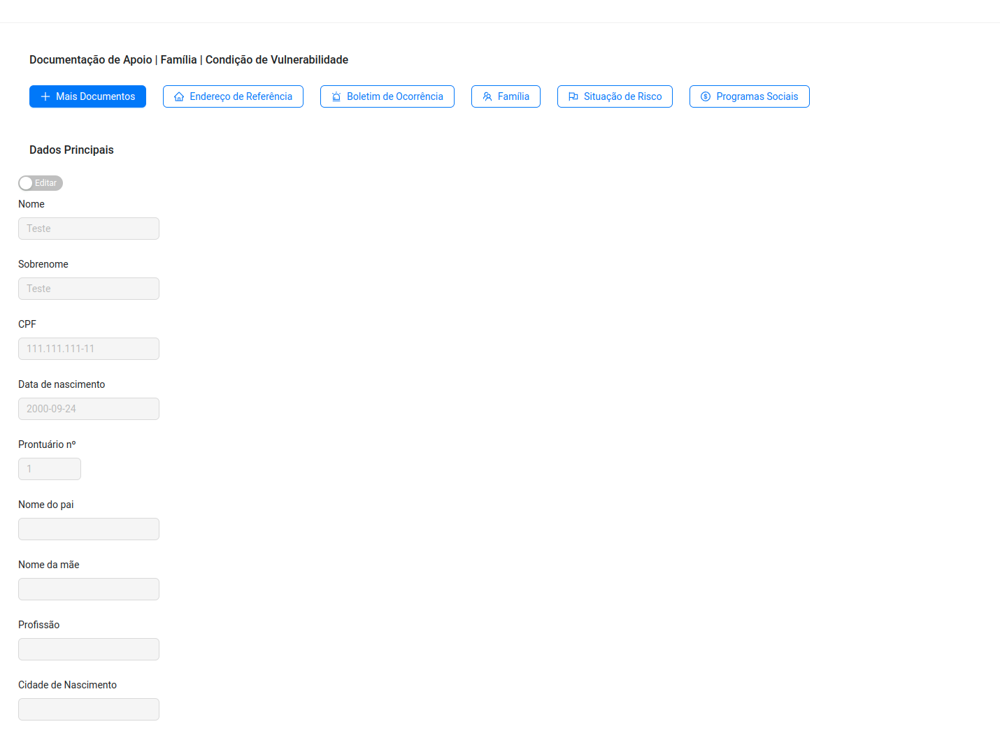 Documentação de Apoio | Família | Condição de Vulnerabilidade
Mais Documentos Endereço de Referência Boletim de Ocorrência Família Situação de Risco Programas Sociais
Dados Principais
Editar
Nome
Teste
Sobrenome
Teste
CPF
111.111.111-11
Data de nascimento
2000-09-24
Prontuário nº
1
Nome do pai
Nome da mãe
Profissão
Cidade de Nascimento